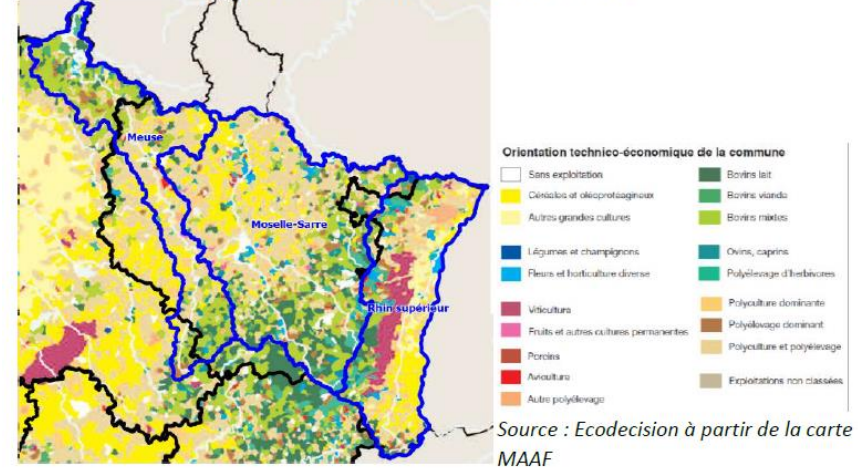 Meuse
Moselle-Sarre
Rhin supérieur
Orientation technico-économique de la commune
Sans exploitation
Céréales et oléoprotéagineux
Autres grandes cultures
Légumes et champignons
Fleurs et horticulture diverse
Viticulture
Fruits et autres cultures permanentes
Porcins
Aviculture
Autre polyélevage
Bovins lait
Bovins viande
Bovins mixtes
Ovins, caprins
Polyélevage d'herbivores
Polyculture dominante
Polyélevage dominant
Polyculture et polyélevage
Exploitations non classées
Source : Ecodecision à partir de la carte
MAAF